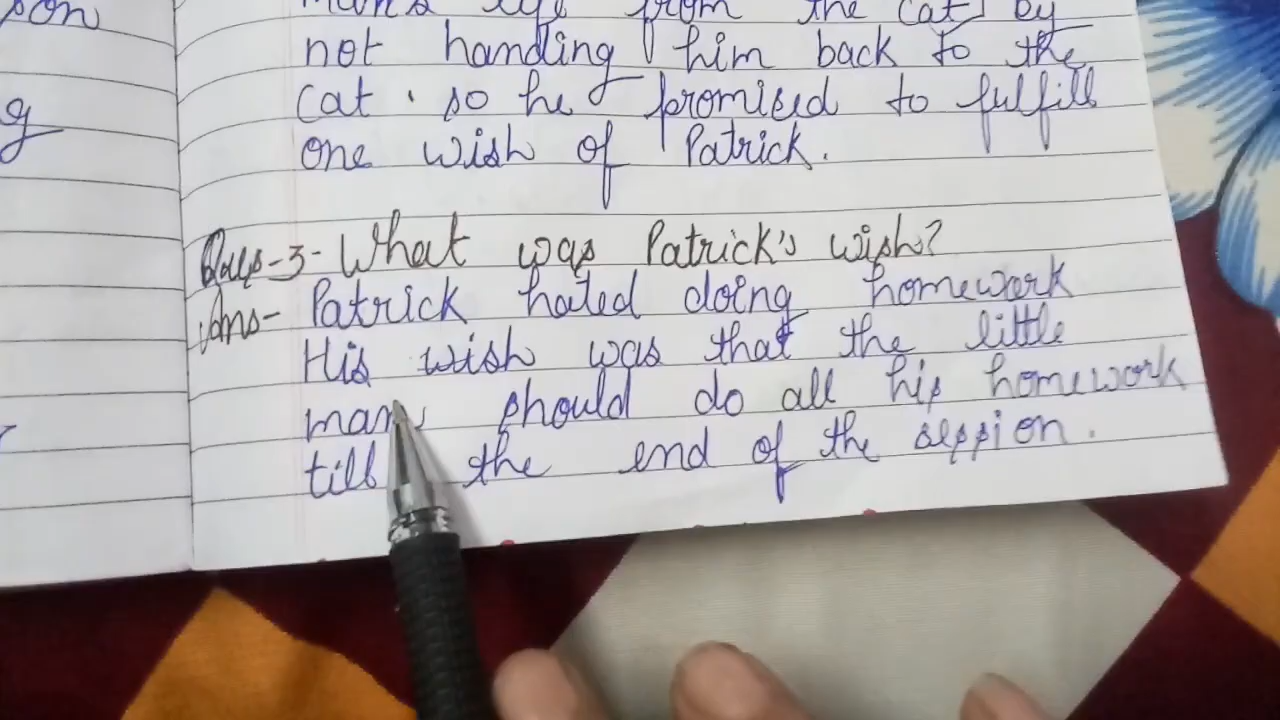 son
g
man's life from the cat by
not handling him back to the
cat. so he promised to fulfill
one wish of Patrick.
Ques-3- What was Patrick's wish?
Ans- Patrick hated doing homework
His wish was that the little
man should do all his homework
till the end of the session.